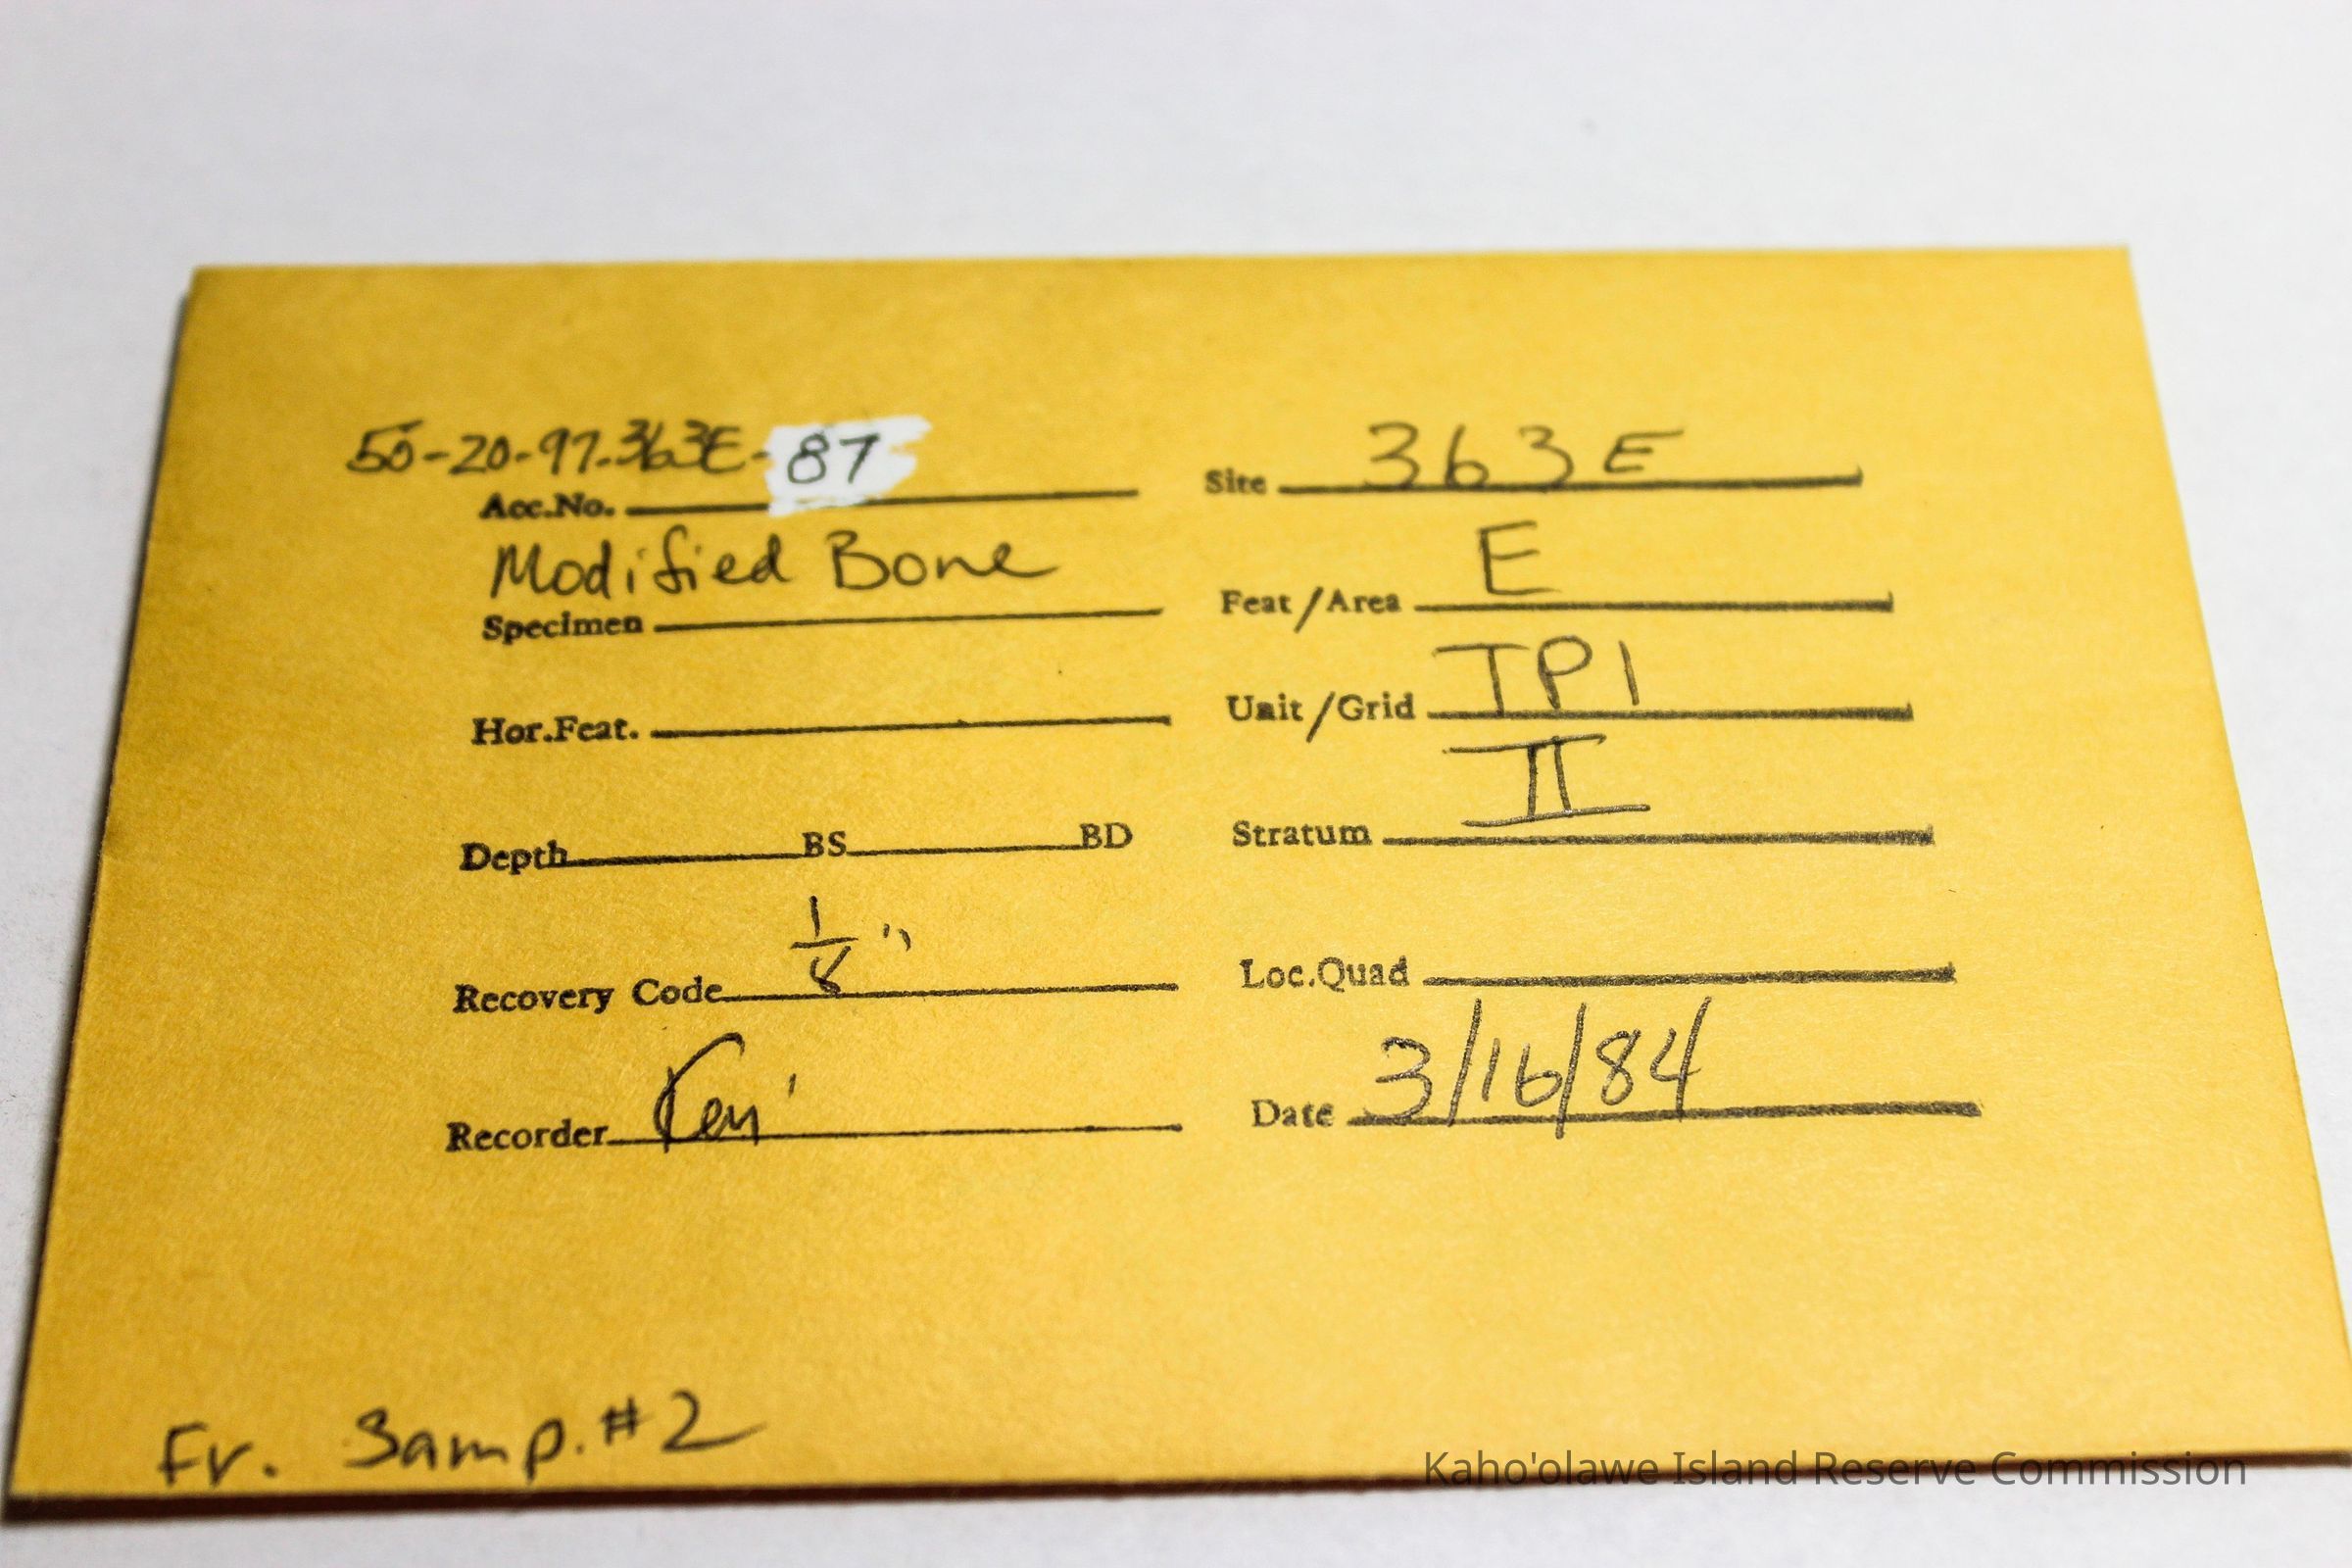 50-20-97-363E-87
Acc.No.
Modified Bone
Specimen
Hor.Feat.
Depth BS BD
1/8"
Recovery Code
Recorder
Site 363E
Feat/Area E
Unit/Grid TP1
Stratum II
Loc.Quad
Date 3/16/84
Fr. Samp. #2
Kaho'olawe Island Reserve Commission